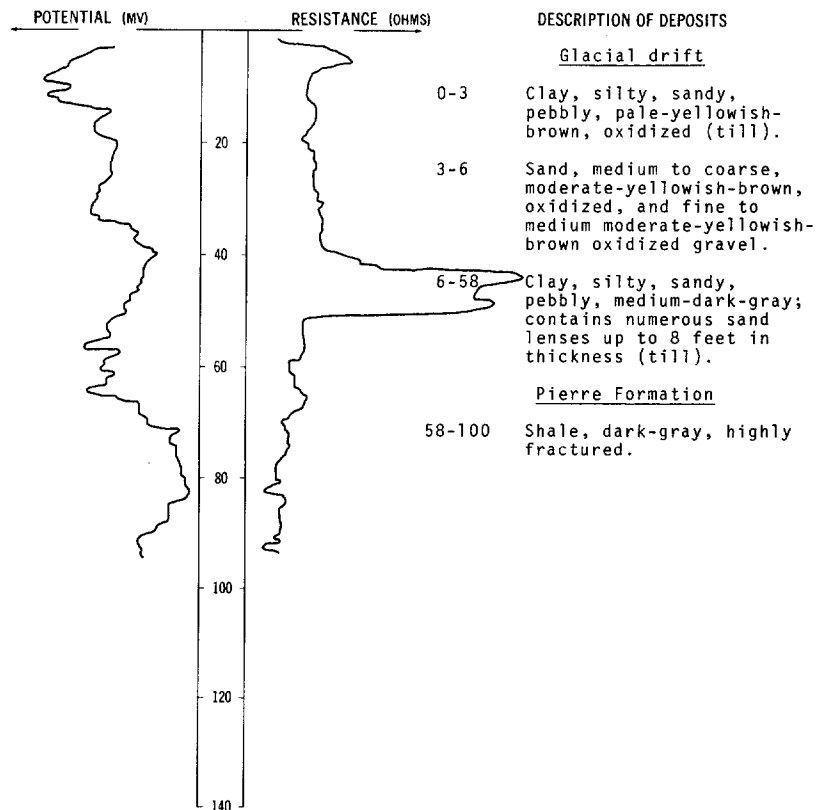 POTENTIAL (MV) RESISTANCE (OHMS) DESCRIPTION OF DEPOSITS
Glacial drift
0-3 Clay, silty, sandy,
pebbly, pale-yellowish-
brown, oxidized (till).
20
3-6 Sand, medium to coarse,
moderate-yellowish-brown,
oxidized, and fine to
medium moderate-yellowish-
brown oxidized gravel.
40
6-58 Clay, silty, sandy,
pebbly, medium-dark-gray;
contains numerous sand
lenses up to 8 feet in
thickness (till).
60
Pierre Formation
58-100 Shale, dark-gray, highly
fractured.
80
100
120
140